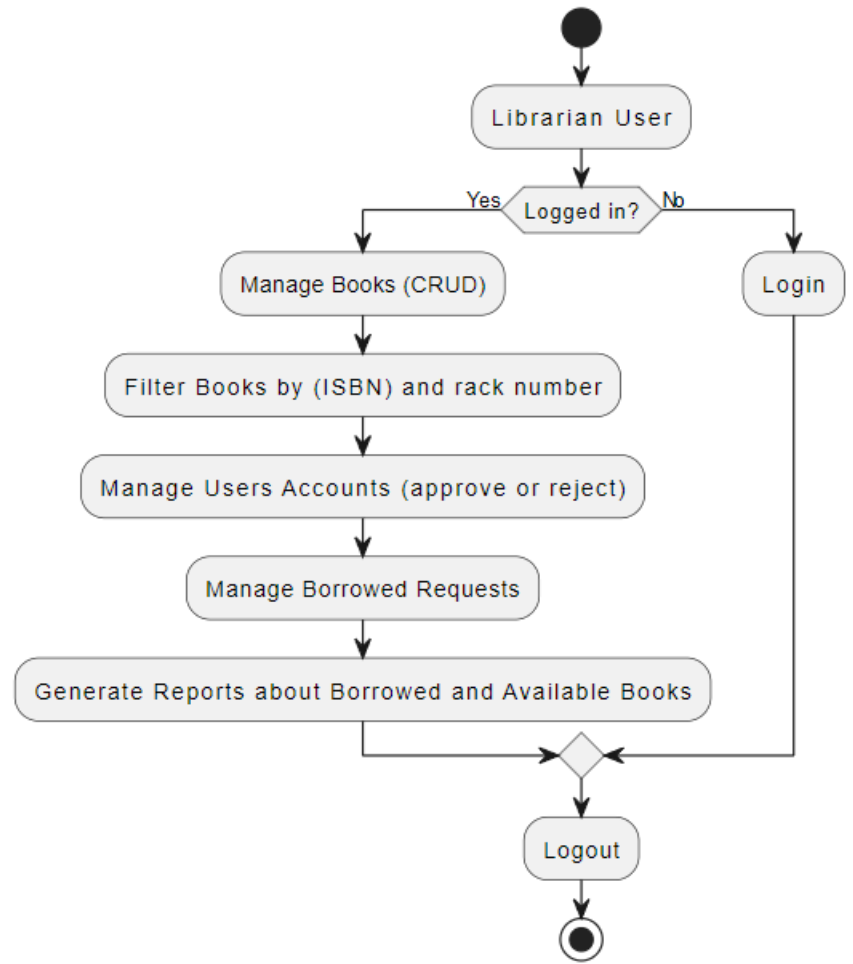 Librarian User
Yes
Logged in?
No
Manage Books (CRUD)
Login
Filter Books by (ISBN) and rack number
Manage Users Accounts (approve or reject)
Manage Borrowed Requests
Generate Reports about Borrowed and Available Books
Logout